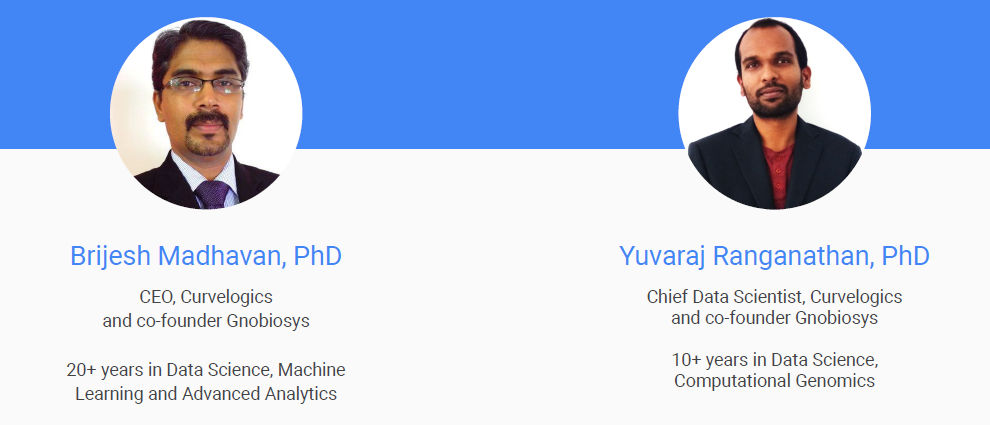 Brijesh Madhavan, PhD
CEO, Curvelogics
and co-founder Gnobiosys
20+ years in Data Science, Machine
Learning and Advanced Analytics
Yuvaraj Ranganathan, PhD
Chief Data Scientist, Curvelogics
and co-founder Gnobiosys
10+ years in Data Science,
Computational Genomics